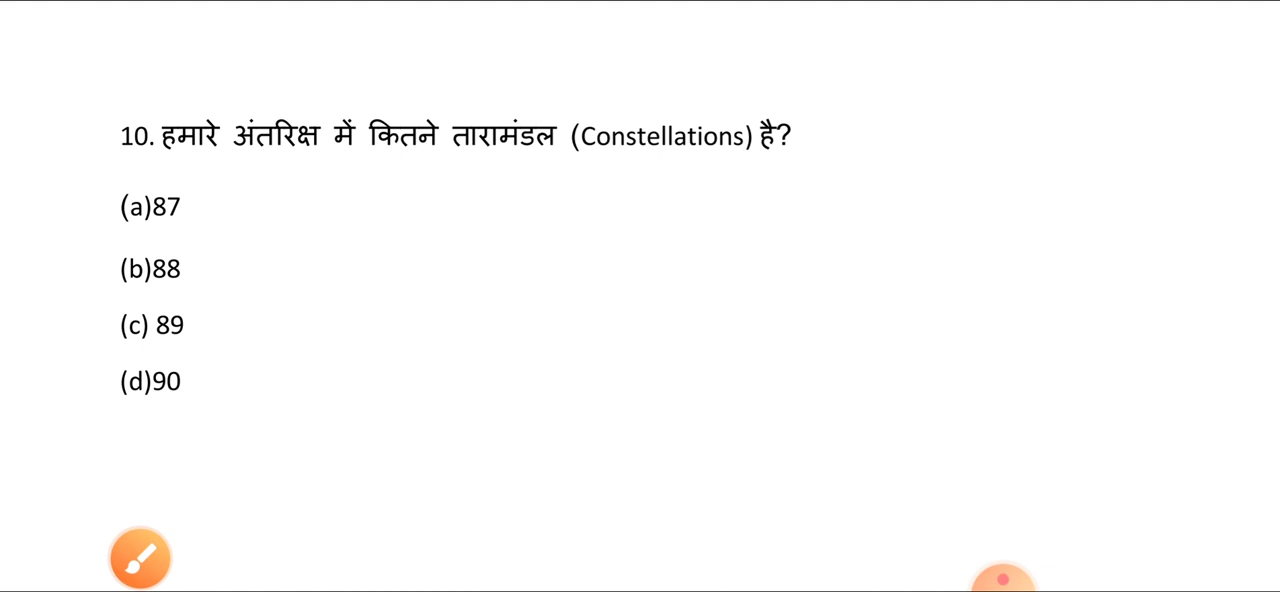 10. हमारे अंतरिक्ष में कितने तारामंडल (Constellations) है?
(a)87
(b)88
(c) 89
(d)90